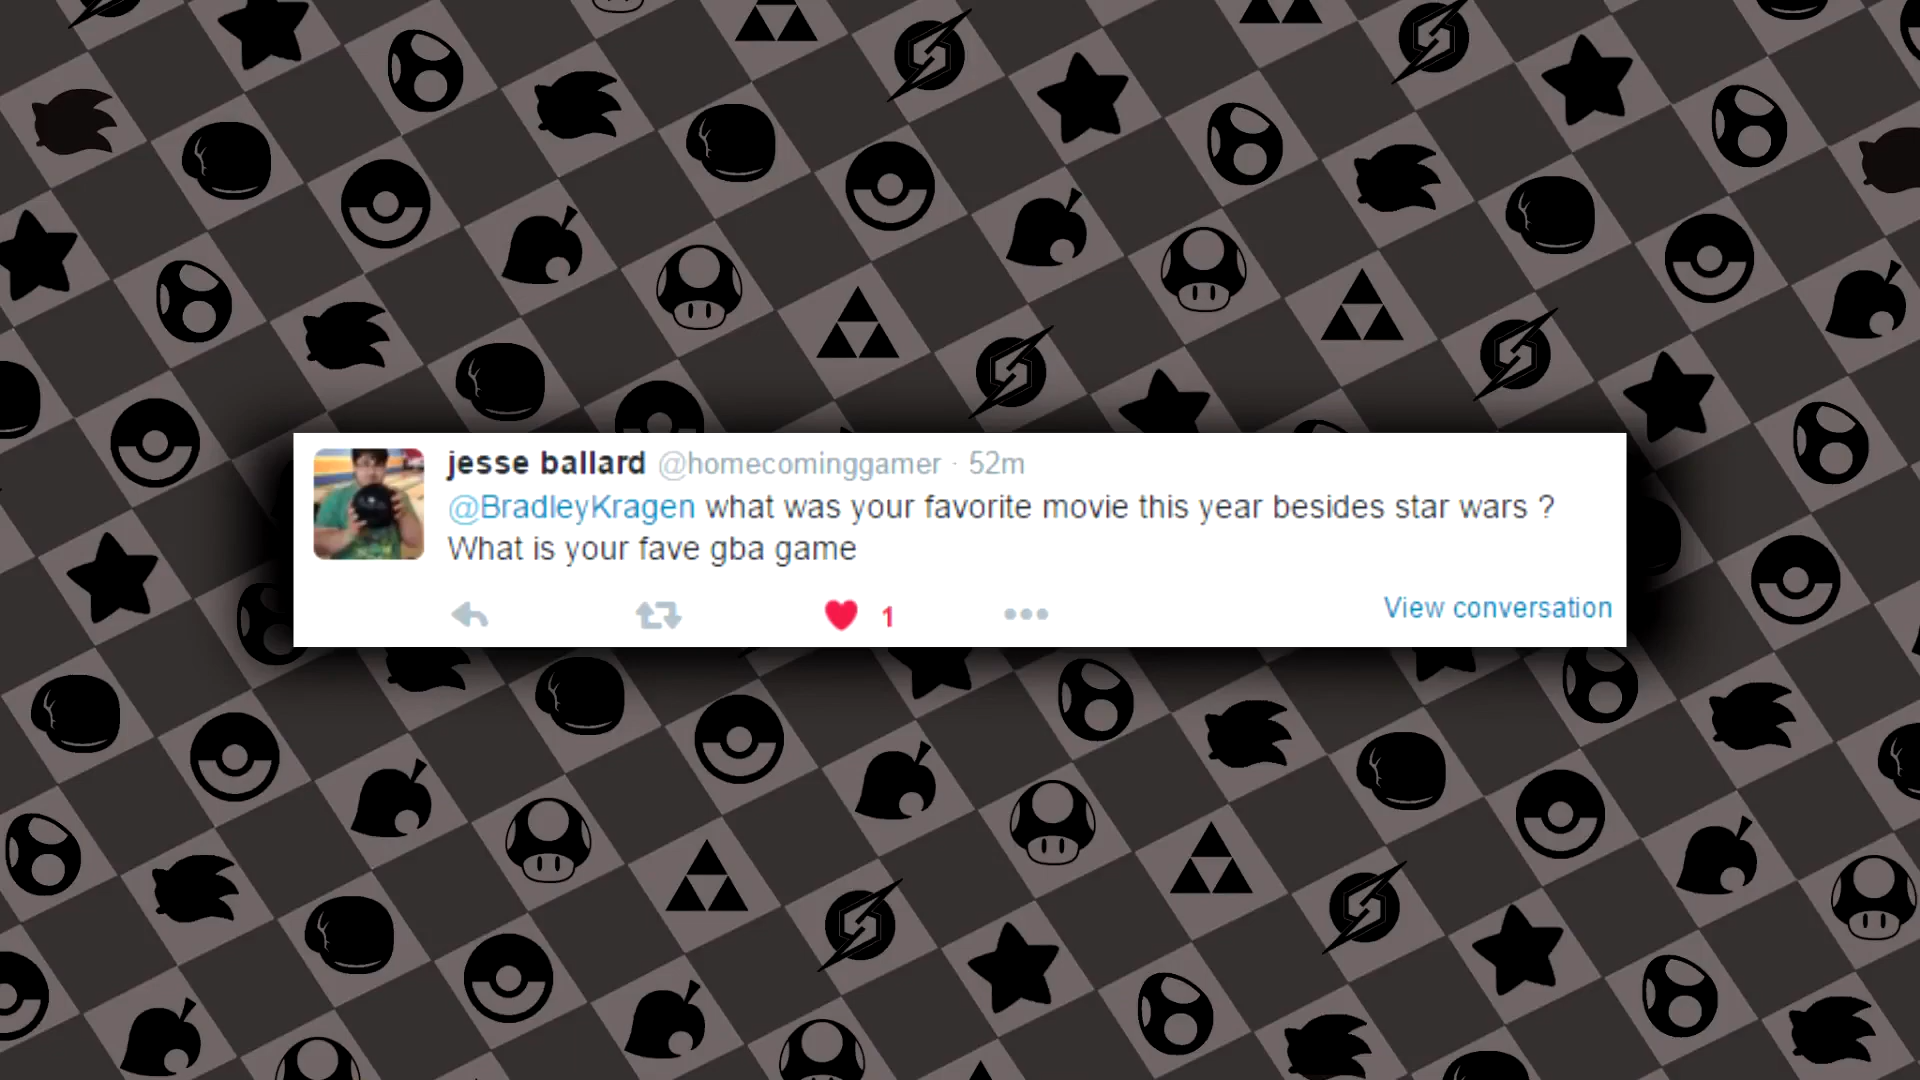 jesse ballard @homecominggamer · 52m
@BradleyKragen what was your favorite movie this year besides star wars ?
What is your fave gba game
1
View conversation